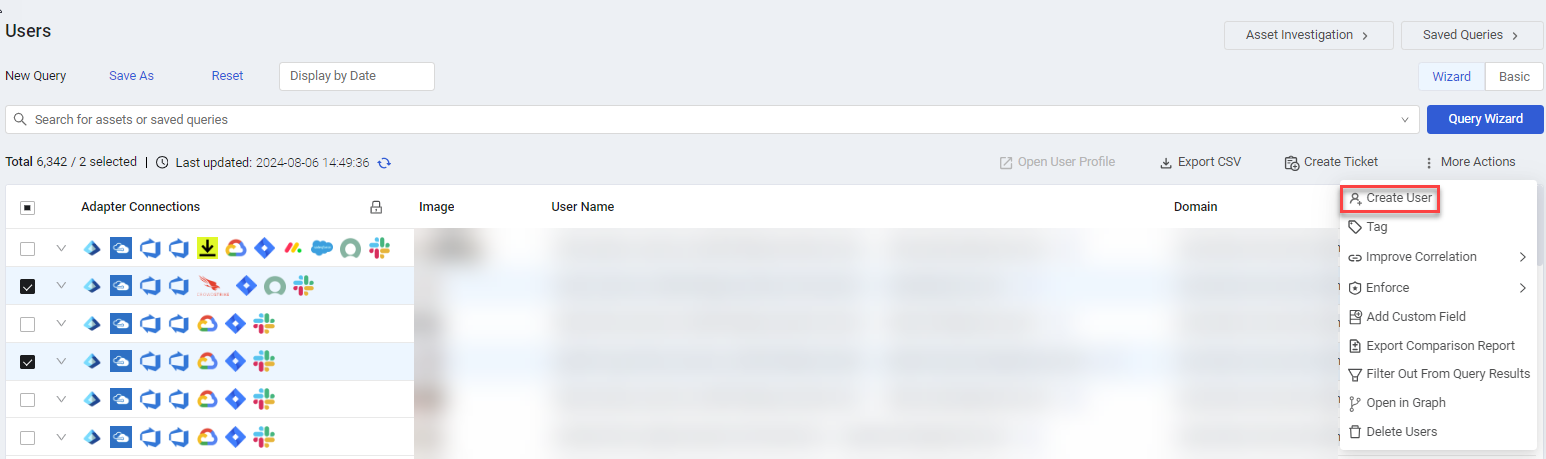 Users
Asset Investigation
Saved Queries
New Query Save As Reset Display by Date
Wizard Basic
Search for assets or saved queries
Query Wizard
Total 6,342 / 2 selected | Last updated: 2024-08-06 14:49:36
Open User Profile Export CSV Create Ticket More Actions
Adapter Connections Image User Name Domain
Create User
Tag
Improve Correlation
Enforce
Add Custom Field
Export Comparison Report
Filter Out From Query Results
Open in Graph
Delete Users